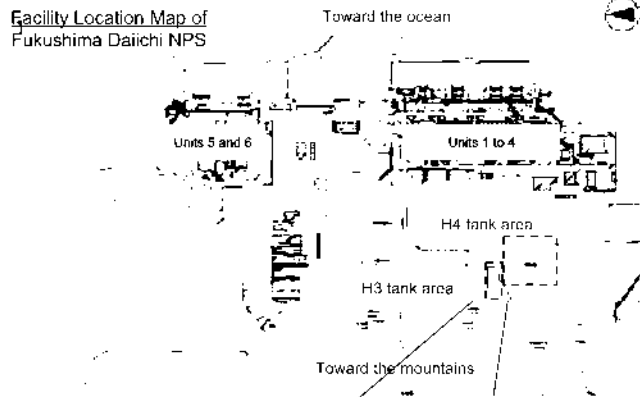 Facility Location Map of
Fukushima Daiichi NPS
Toward the ocean
Units 5 and 6
Units 1 to 4
H4 tank area
H3 tank area
Toward the mountains